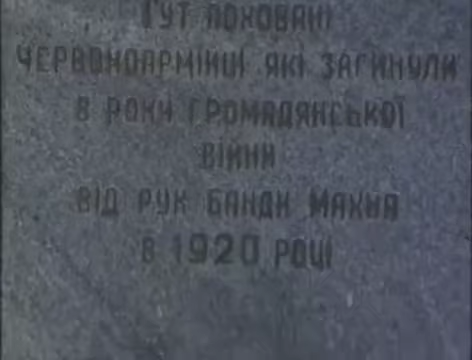 ТУТ ПОХОВАНІ
ЧЕРВОНОАРМІЙЦІ ЯКІ ЗАГИНУЛИ
В РОКИ ГРОМАДЯНСЬКОЇ
ВІЙНИ
ВІД РУК БАНДИ МАХНА
В 1920 РОЦІ